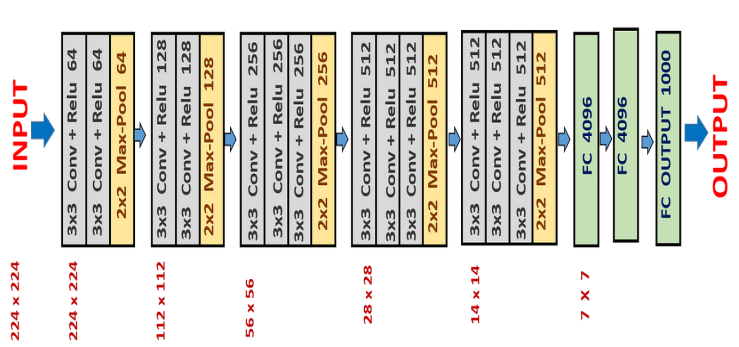 INPUT
3x3 Conv + Relu 64
3x3 Conv + Relu 64
2x2 Max-Pool 64
3x3 Conv + Relu 128
3x3 Conv + Relu 128
2x2 Max-Pool 128
3x3 Conv + Relu 256
3x3 Conv + Relu 256
3x3 Conv + Relu 256
2x2 Max-Pool 256
3x3 Conv + Relu 512
3x3 Conv + Relu 512
3x3 Conv + Relu 512
2x2 Max-Pool 512
3x3 Conv + Relu 512
3x3 Conv + Relu 512
3x3 Conv + Relu 512
2x2 Max-Pool 512
FC 4096
FC 4096
FC OUTPUT 1000
OUTPUT
224 x 224
224 x 224
112 x 112
56 x 56
28 x 28
14 x 14
7 X 7